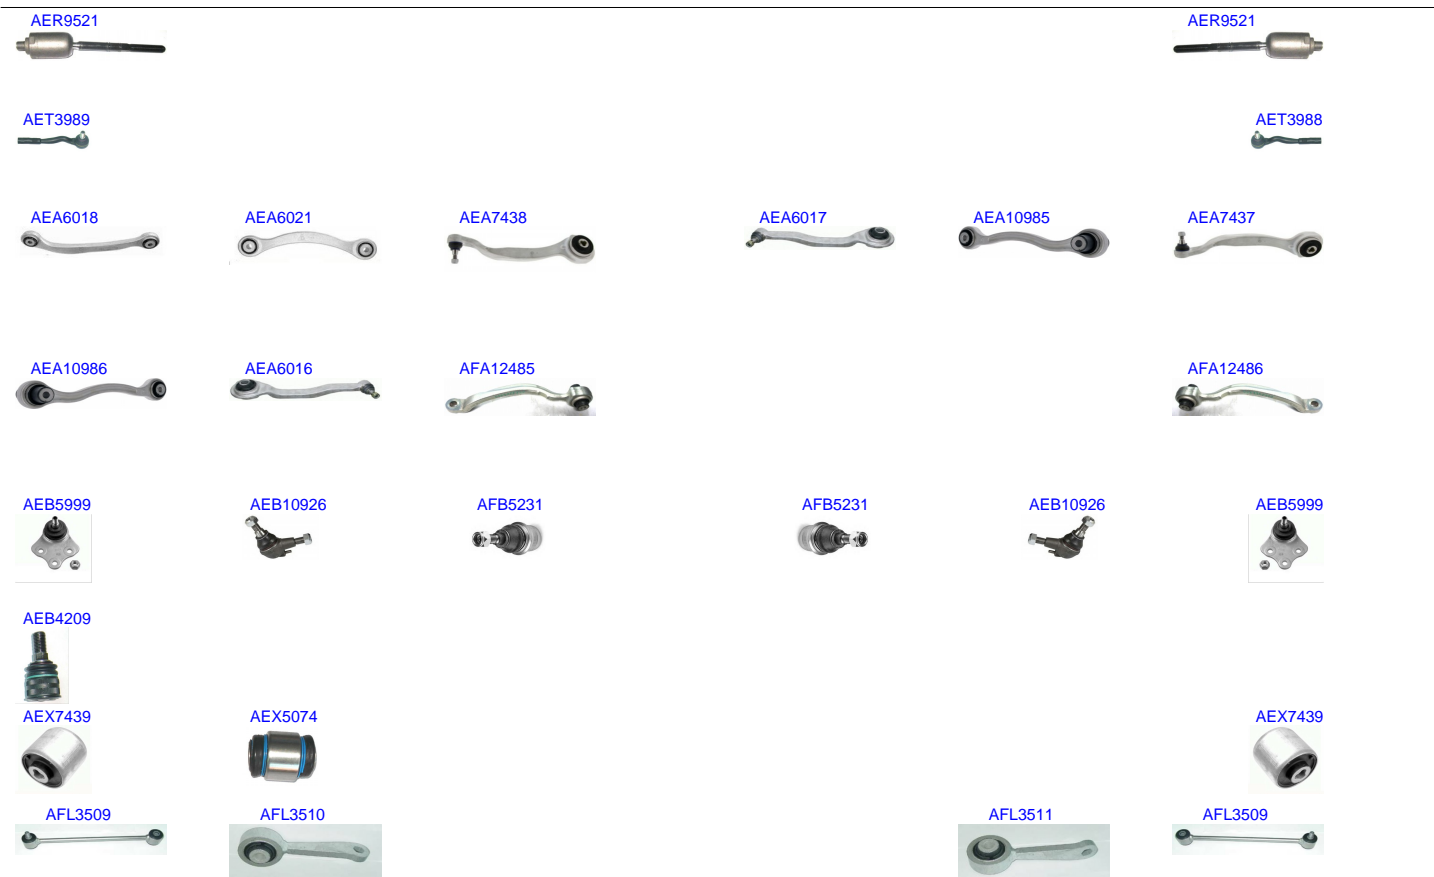 AER9521 AER9521
AET3989 AET3988
AEA6018 AEA6021 AEA7438 AEA6017 AEA10985 AEA7437
AEA10986 AEA6016 AFA12485 AFA12486
AEB5999 AEB10926 AFB5231 AFB5231 AEB10926 AEB5999
AEB4209
AEX7439 AEX5074 AEX7439
AFL3509 AFL3510 AFL3511 AFL3509